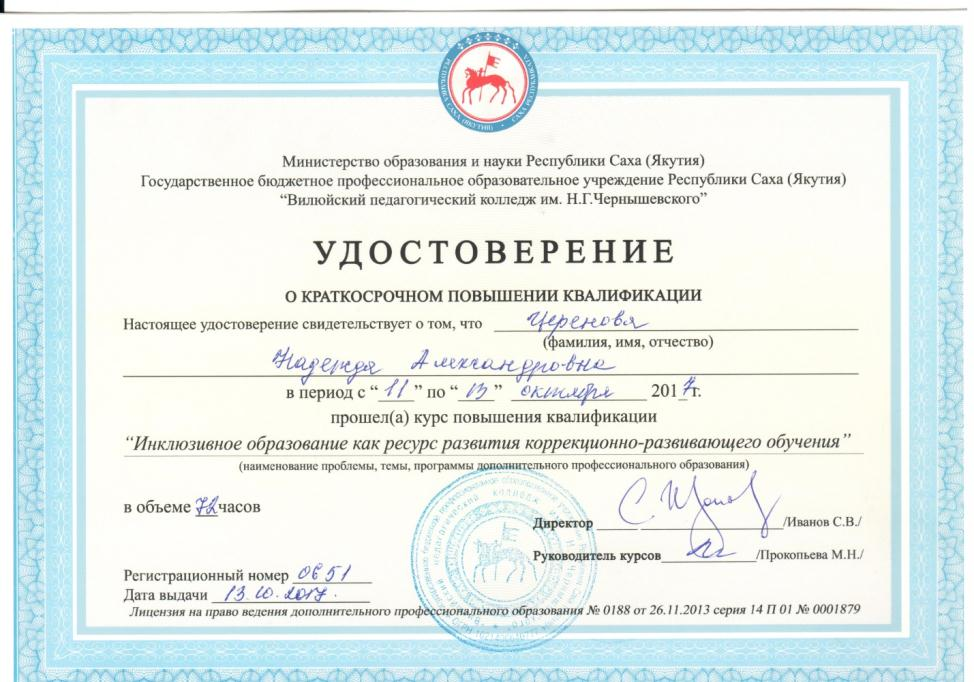 Министерство образования и науки Республики Саха (Якутия)
Государственное бюджетное профессиональное образовательное учреждение Республики Саха (Якутия)
“Вилюйский педагогический колледж им. Н.Г.Чернышевского”
УДОСТОВЕРЕНИЕ
О КРАТКОСРОЧНОМ ПОВЫШЕНИИ КВАЛИФИКАЦИИ
Настоящее удостоверение свидетельствует о том, что Черенова
(фамилия, имя, отчество)
Надежда Александровна
в период с “11” по “13” октября 2017г.
прошел(а) курс повышения квалификации
“Инклюзивное образование как ресурс развития коррекционно-развивающего обучения”
(наименование проблемы, темы, программы дополнительного профессионального образования)
в объеме 72 часов
Директор /Иванов С.В./
Руководитель курсов /Прокопьева М.Н./
Регистрационный номер 0651
Дата выдачи 13.10.2017.
Лицензия на право ведения дополнительного профессионального образования № 0188 от 26.11.2013 серия 14 П 01 № 0001879